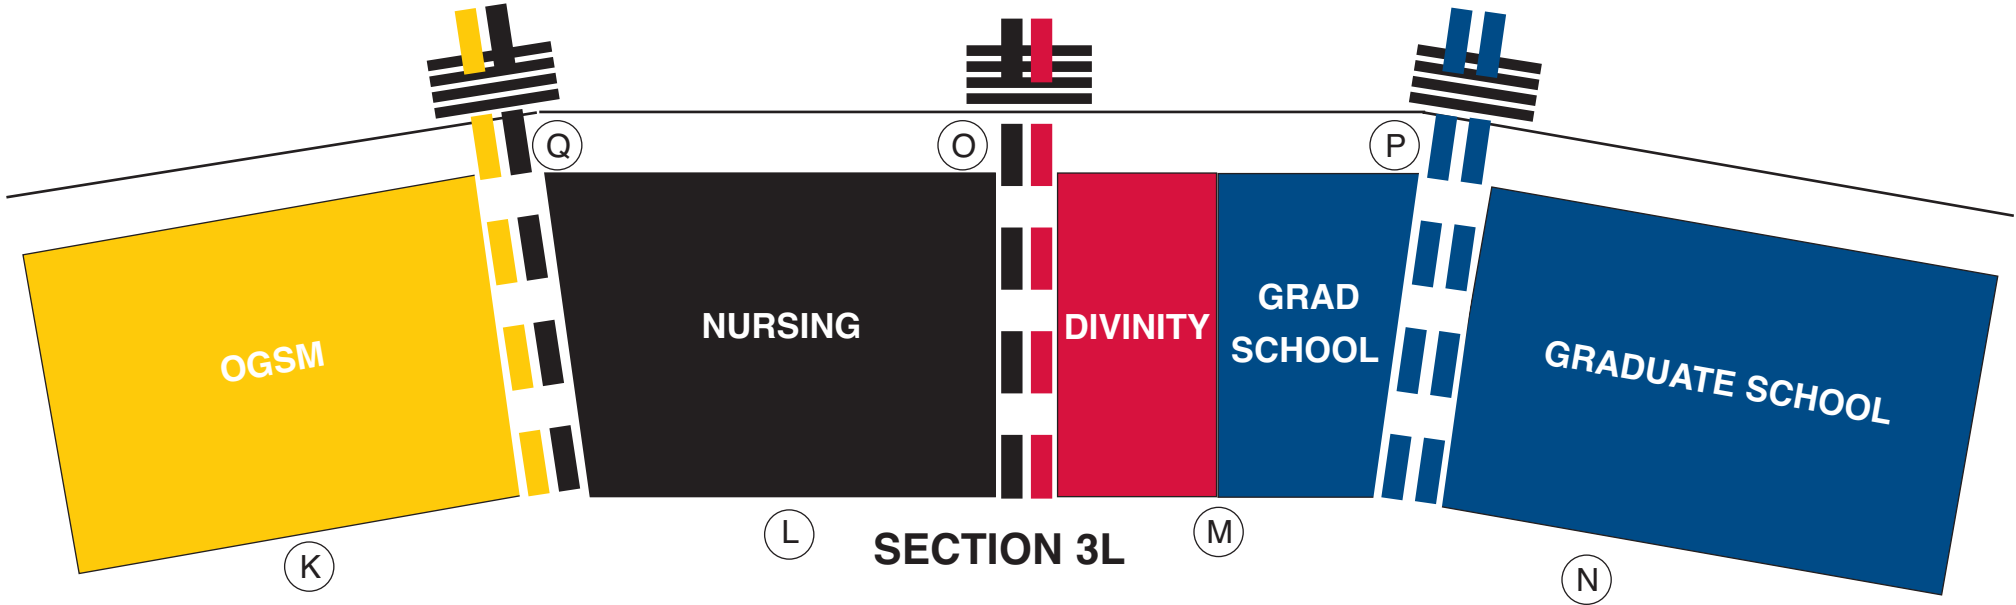 Q
O
P
OGSM
NURSING
DIVINITY
GRAD
SCHOOL
GRADUATE SCHOOL
K
L
SECTION 3L
M
N